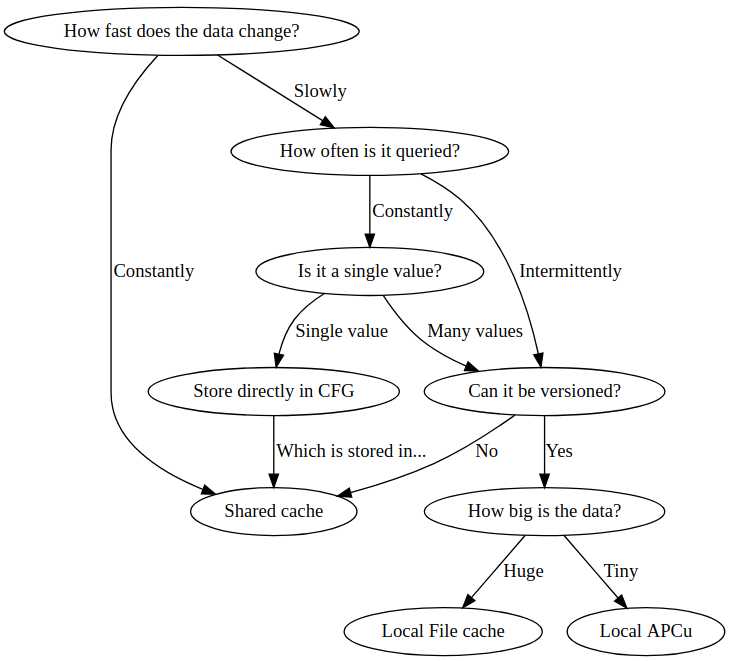 How fast does the data change?
Slowly
How often is it queried?
Constantly
Constantly
Intermittently
Is it a single value?
Single value
Many values
Store directly in CFG
Can it be versioned?
Which is stored in...
No
Yes
Shared cache
How big is the data?
Huge
Tiny
Local File cache
Local APCu